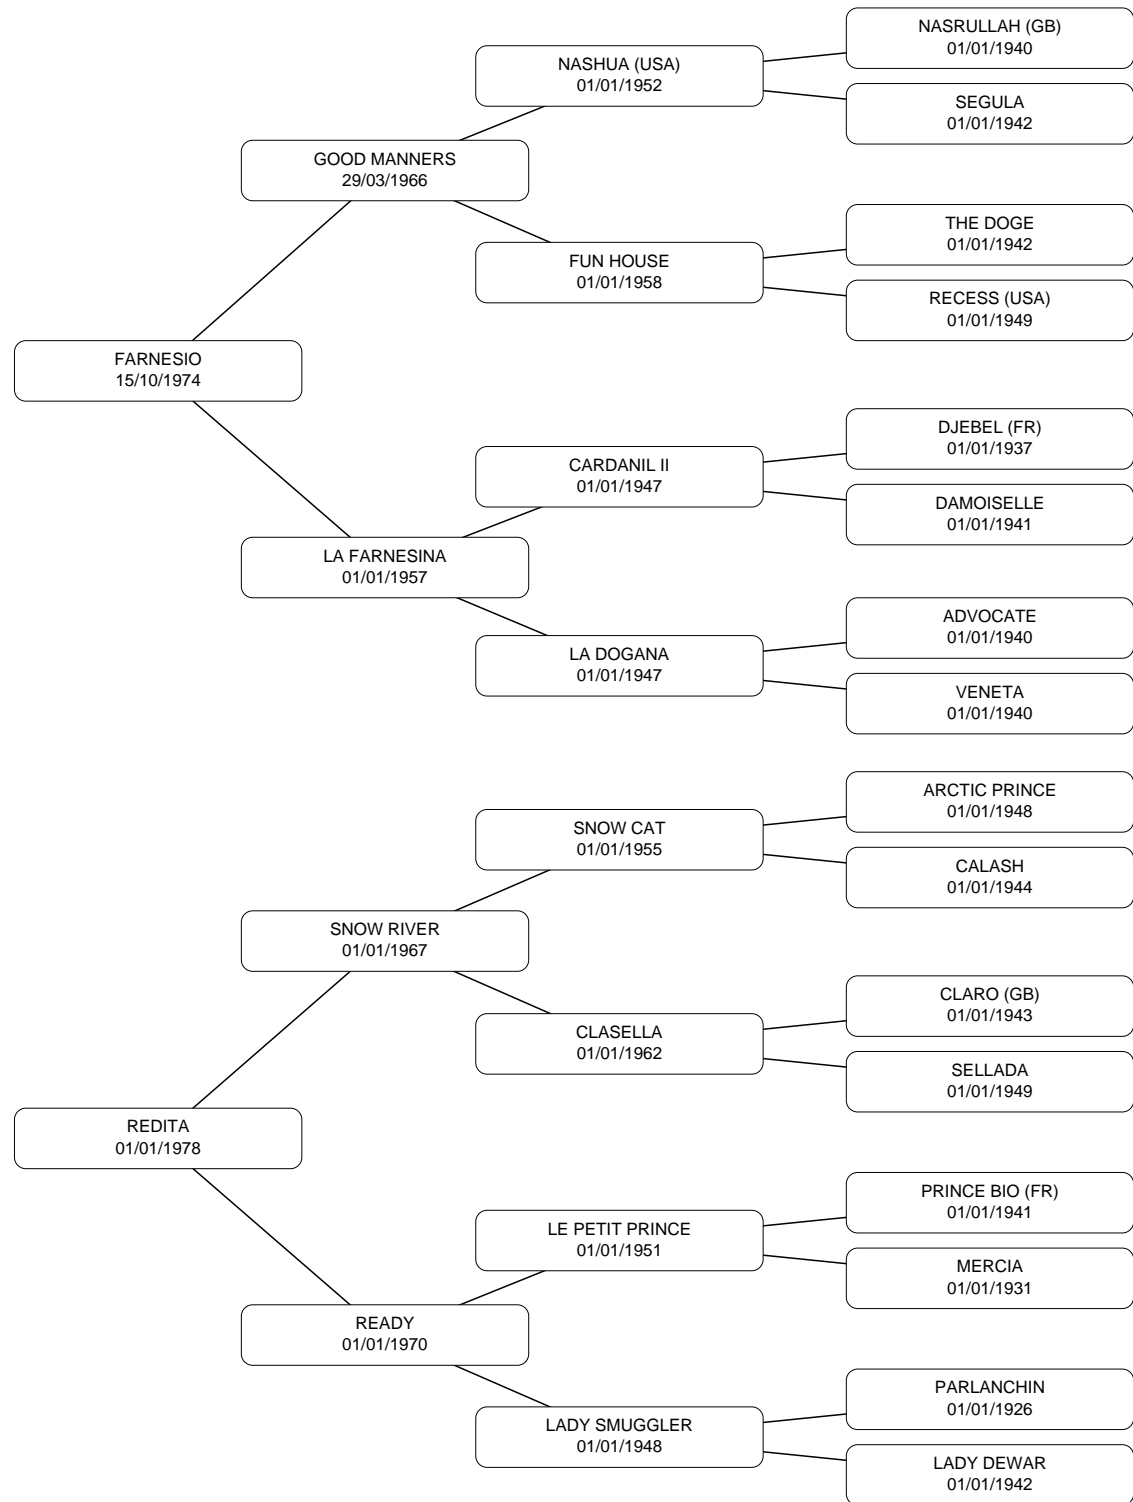 NASRULLAH (GB)
01/01/1940
NASHUA (USA)
01/01/1952
SEGULA
01/01/1942
GOOD MANNERS
29/03/1966
THE DOGE
01/01/1942
FUN HOUSE
01/01/1958
RECESS (USA)
01/01/1949
FARNESIO
15/10/1974
DJEBEL (FR)
01/01/1937
CARDANIL II
01/01/1947
DAMOISELLE
01/01/1941
LA FARNESINA
01/01/1957
ADVOCATE
01/01/1940
LA DOGANA
01/01/1947
VENETA
01/01/1940
ARCTIC PRINCE
01/01/1948
SNOW CAT
01/01/1955
CALASH
01/01/1944
SNOW RIVER
01/01/1967
CLARO (GB)
01/01/1943
CLASELLA
01/01/1962
SELLADA
01/01/1949
REDITA
01/01/1978
PRINCE BIO (FR)
01/01/1941
LE PETIT PRINCE
01/01/1951
MERCIA
01/01/1931
READY
01/01/1970
PARLANCHIN
01/01/1926
LADY SMUGGLER
01/01/1948
LADY DEWAR
01/01/1942